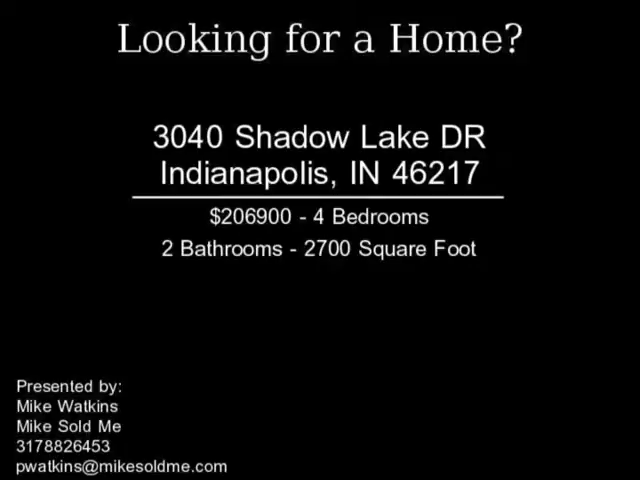 Looking for a Home?
3040 Shadow Lake DR
Indianapolis, IN 46217
$206900 - 4 Bedrooms
2 Bathrooms - 2700 Square Foot
Presented by:
Mike Watkins
Mike Sold Me
3178826453
pwatkins@mikesoldme.com